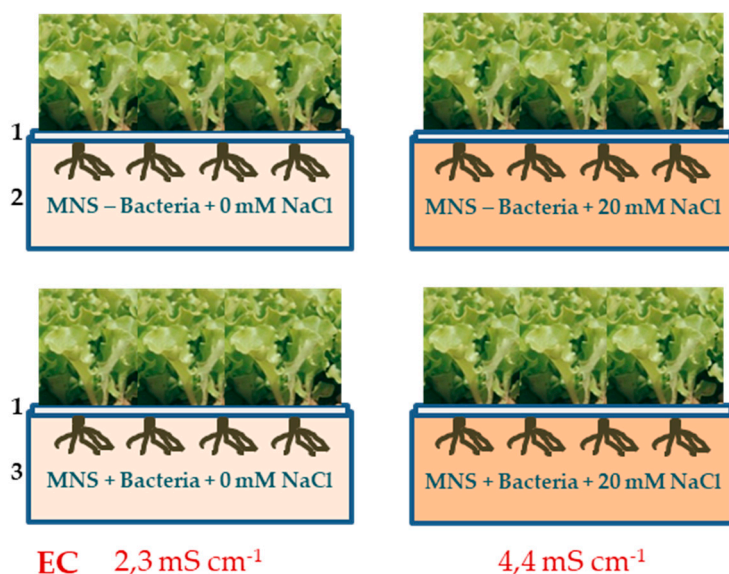 1
2
MNS – Bacteria + 0 mM NaCl
MNS – Bacteria + 20 mM NaCl
1
3
MNS + Bacteria + 0 mM NaCl
MNS + Bacteria + 20 mM NaCl
EC 2,3 mS cm⁻¹ 4,4 mS cm⁻¹